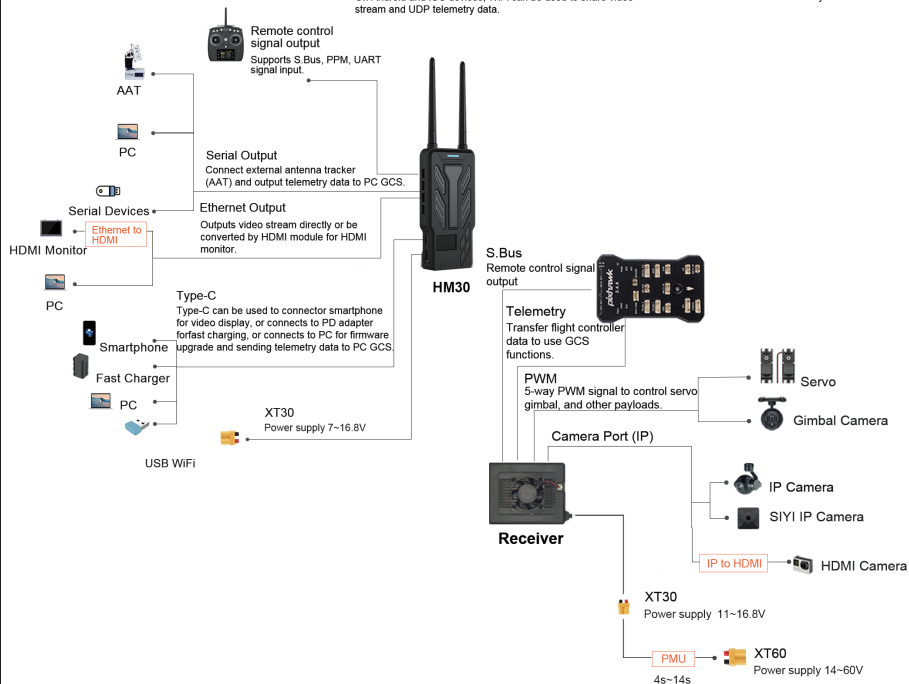 stream and UDP telemetry data.
Remote control
signal output
Supports S.Bus, PPM, UART
signal input.
AAT
PC
Serial Output
Connect external antenna tracker
(AAT) and output telemetry data to PC GCS.
Serial Devices
Ethernet Output
Outputs video stream directly or be
converted by HDMI module for HDMI
monitor.
Ethernet to
HDMI
HDMI Monitor
PC
HM30
Type-C
Type-C can be used to connector smartphone
for video display, or connects to PD adapter
forfast charging, or connects to PC for firmware
upgrade and sending telemetry data to PC GCS.
Smartphone
Fast Charger
PC
USB WiFi
XT30
Power supply 7~16.8V
S.Bus
Remote control signal
output
pixhawk
2.4.8
Telemetry
Transfer flight controller
data to use GCS
functions.
PWM
5-way PWM signal to control servo
gimbal, and other payloads.
Servo
Gimbal Camera
Camera Port (IP)
IP Camera
SIYI IP Camera
IP to HDMI
HDMI Camera
Receiver
XT30
Power supply 11~16.8V
PMU
4s~14s
XT60
Power supply 14~60V